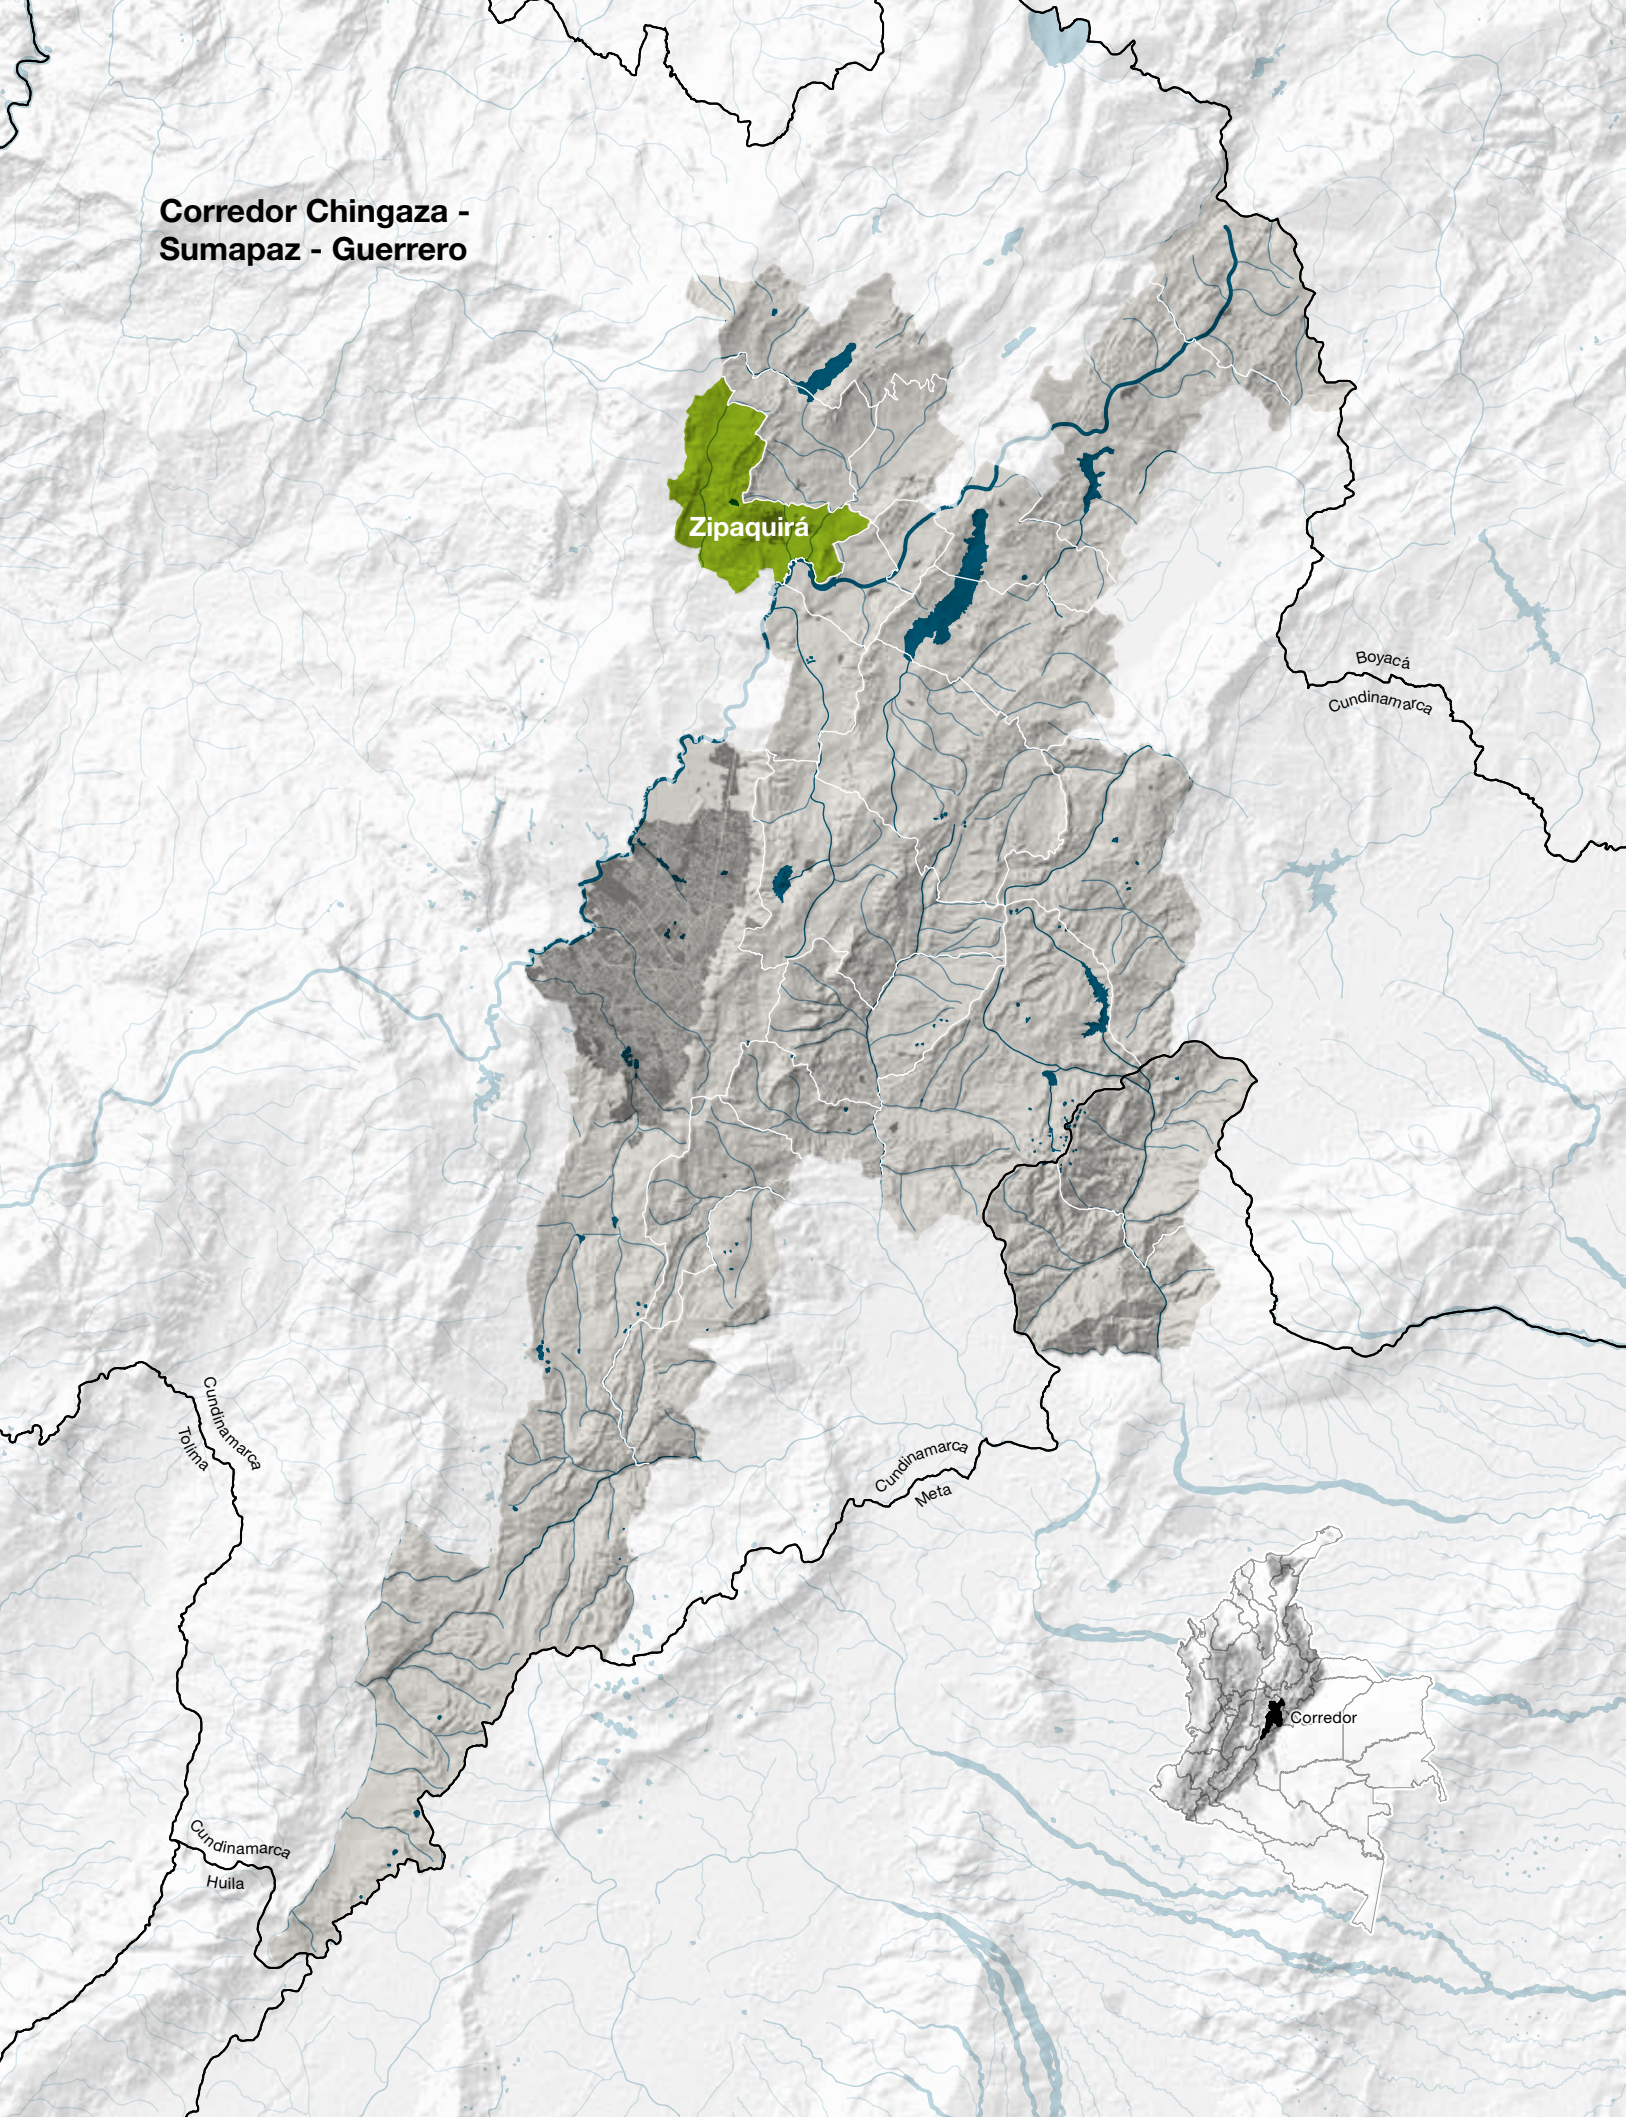 Corredor Chingaza -
Sumapaz - Guerrero
Zipaquirá
Boyacá
Cundinamarca
Cundinamarca
Tolima
Cundinamarca
Meta
Corredor
Cundinamarca
Huila